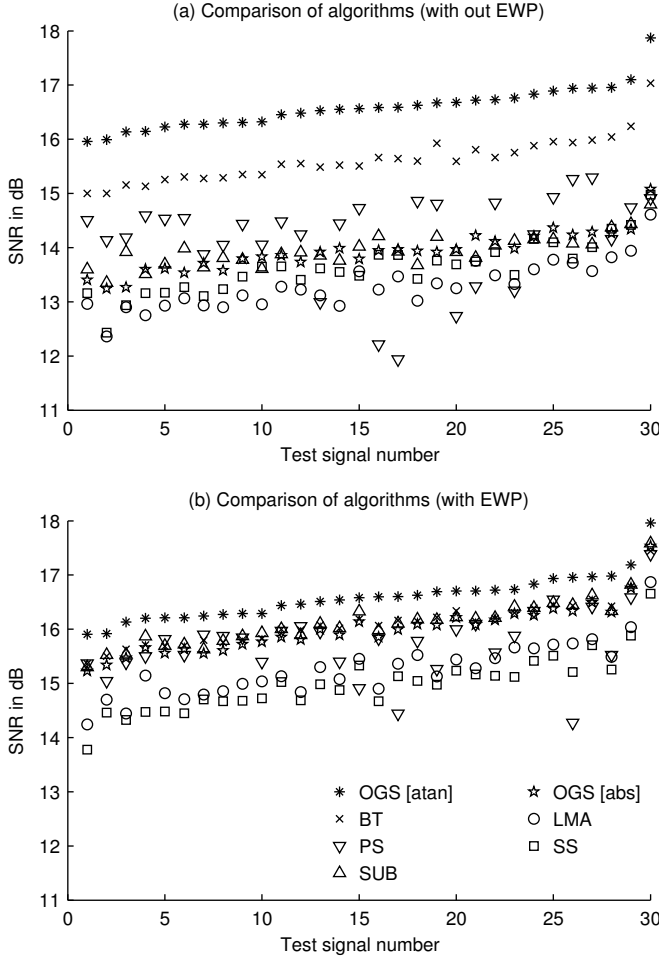 (a) Comparison of algorithms (with out EWP)
18
17
16
15
14
13
12
11
SNR in dB
0 5 10 15 20 25 30
Test signal number
(b) Comparison of algorithms (with EWP)
18
17
16
15
14
13
12
11
SNR in dB
OGS [atan] OGS [abs]
BT LMA
PS SS
SUB
0 5 10 15 20 25 30
Test signal number